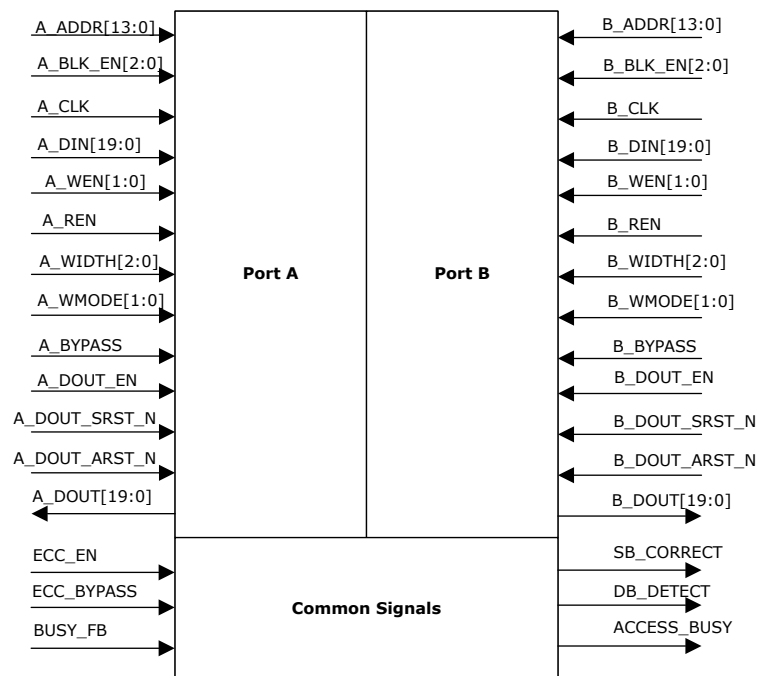 A_ADDR[13:0]
A_BLK_EN[2:0]
A_CLK
A_DIN[19:0]
A_WEN[1:0]
A_REN
A_WIDTH[2:0]
A_WMODE[1:0]
A_BYPASS
A_DOUT_EN
A_DOUT_SRST_N
A_DOUT_ARST_N
A_DOUT[19:0]
Port A
Port B
B_ADDR[13:0]
B_BLK_EN[2:0]
B_CLK
B_DIN[19:0]
B_WEN[1:0]
B_REN
B_WIDTH[2:0]
B_WMODE[1:0]
B_BYPASS
B_DOUT_EN
B_DOUT_SRST_N
B_DOUT_ARST_N
B_DOUT[19:0]
ECC_EN
ECC_BYPASS
BUSY_FB
Common Signals
SB_CORRECT
DB_DETECT
ACCESS_BUSY